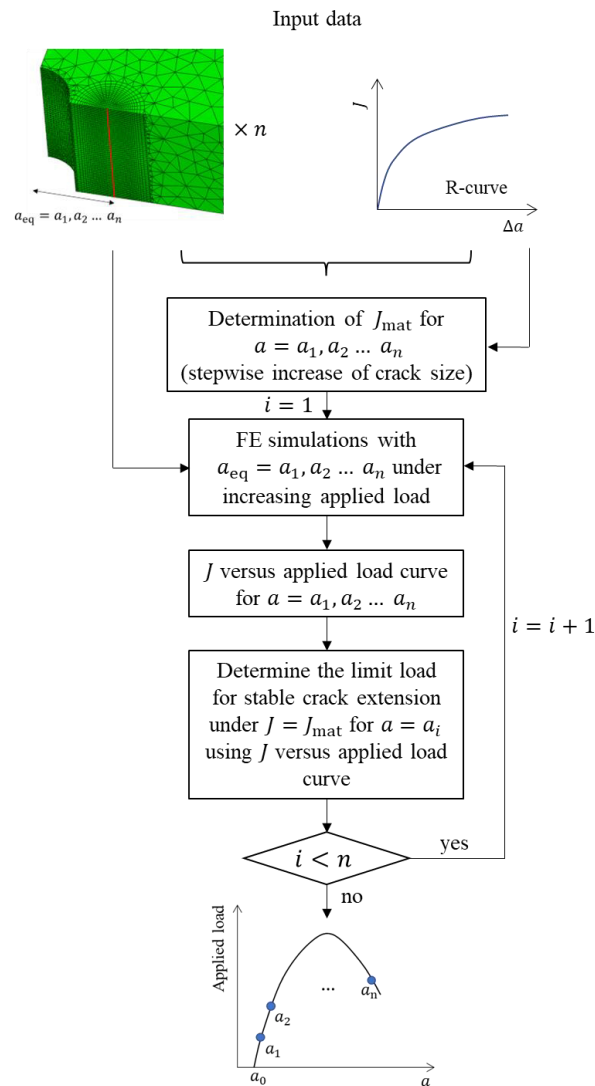 Input data
× n
a_eq = a_1, a_2 … a_n
J
R-curve
Δa
Determination of J_mat for
a = a_1, a_2 … a_n
(stepwise increase of crack size)
i = 1
FE simulations with
a_eq = a_1, a_2 … a_n under
increasing applied load
J versus applied load curve
for a = a_1, a_2 … a_n
i = i + 1
Determine the limit load
for stable crack extension
under J = J_mat for a = a_i
using J versus applied load
curve
i < n
yes
no
Applied load
...
a_n
a_2
a_1
a_0
a